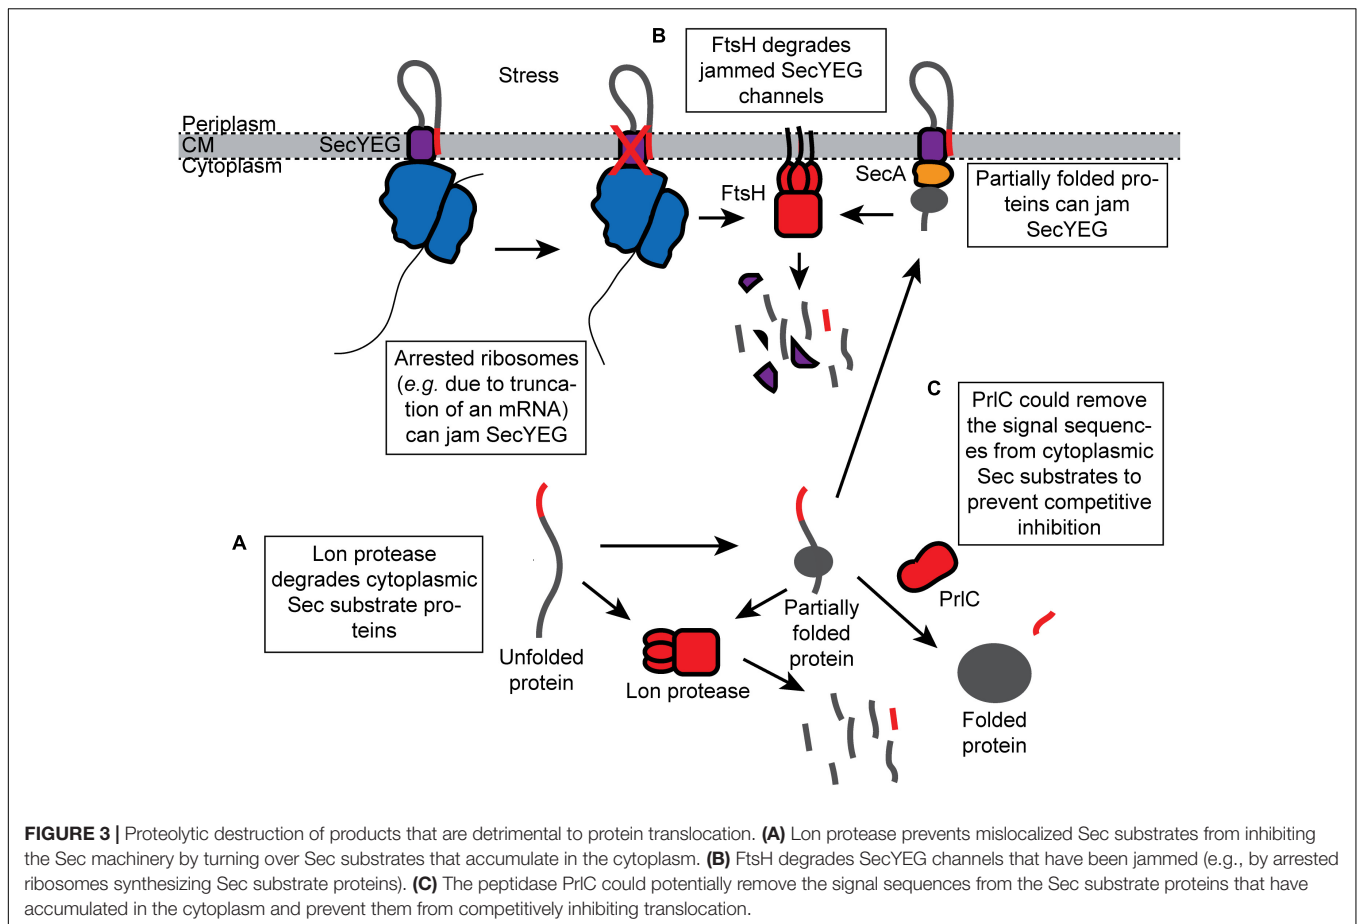 B
FtsH degrades
jammed SecYEG
channels
Stress
Periplasm
CM
SecYEG
Cytoplasm
FtsH
SecA
Partially folded pro-
teins can jam
SecYEG
Arrested ribosomes
(e.g. due to trunca-
tion of an mRNA)
can jam SecYEG
C
PrlC could remove
the signal sequenc-
es from cytoplasmic
Sec substrates to
prevent competitive
inhibition
A
Lon protease
degrades cytoplasmic
Sec substrate pro-
teins
Unfolded
protein
Lon protease
Partially
folded
protein
PrlC
Folded
protein
FIGURE 3 | Proteolytic destruction of products that are detrimental to protein translocation. (A) Lon protease prevents mislocalized Sec substrates from inhibiting
the Sec machinery by turning over Sec substrates that accumulate in the cytoplasm. (B) FtsH degrades SecYEG channels that have been jammed (e.g., by arrested
ribosomes synthesizing Sec substrate proteins). (C) The peptidase PrlC could potentially remove the signal sequences from the Sec substrate proteins that have
accumulated in the cytoplasm and prevent them from competitively inhibiting translocation.